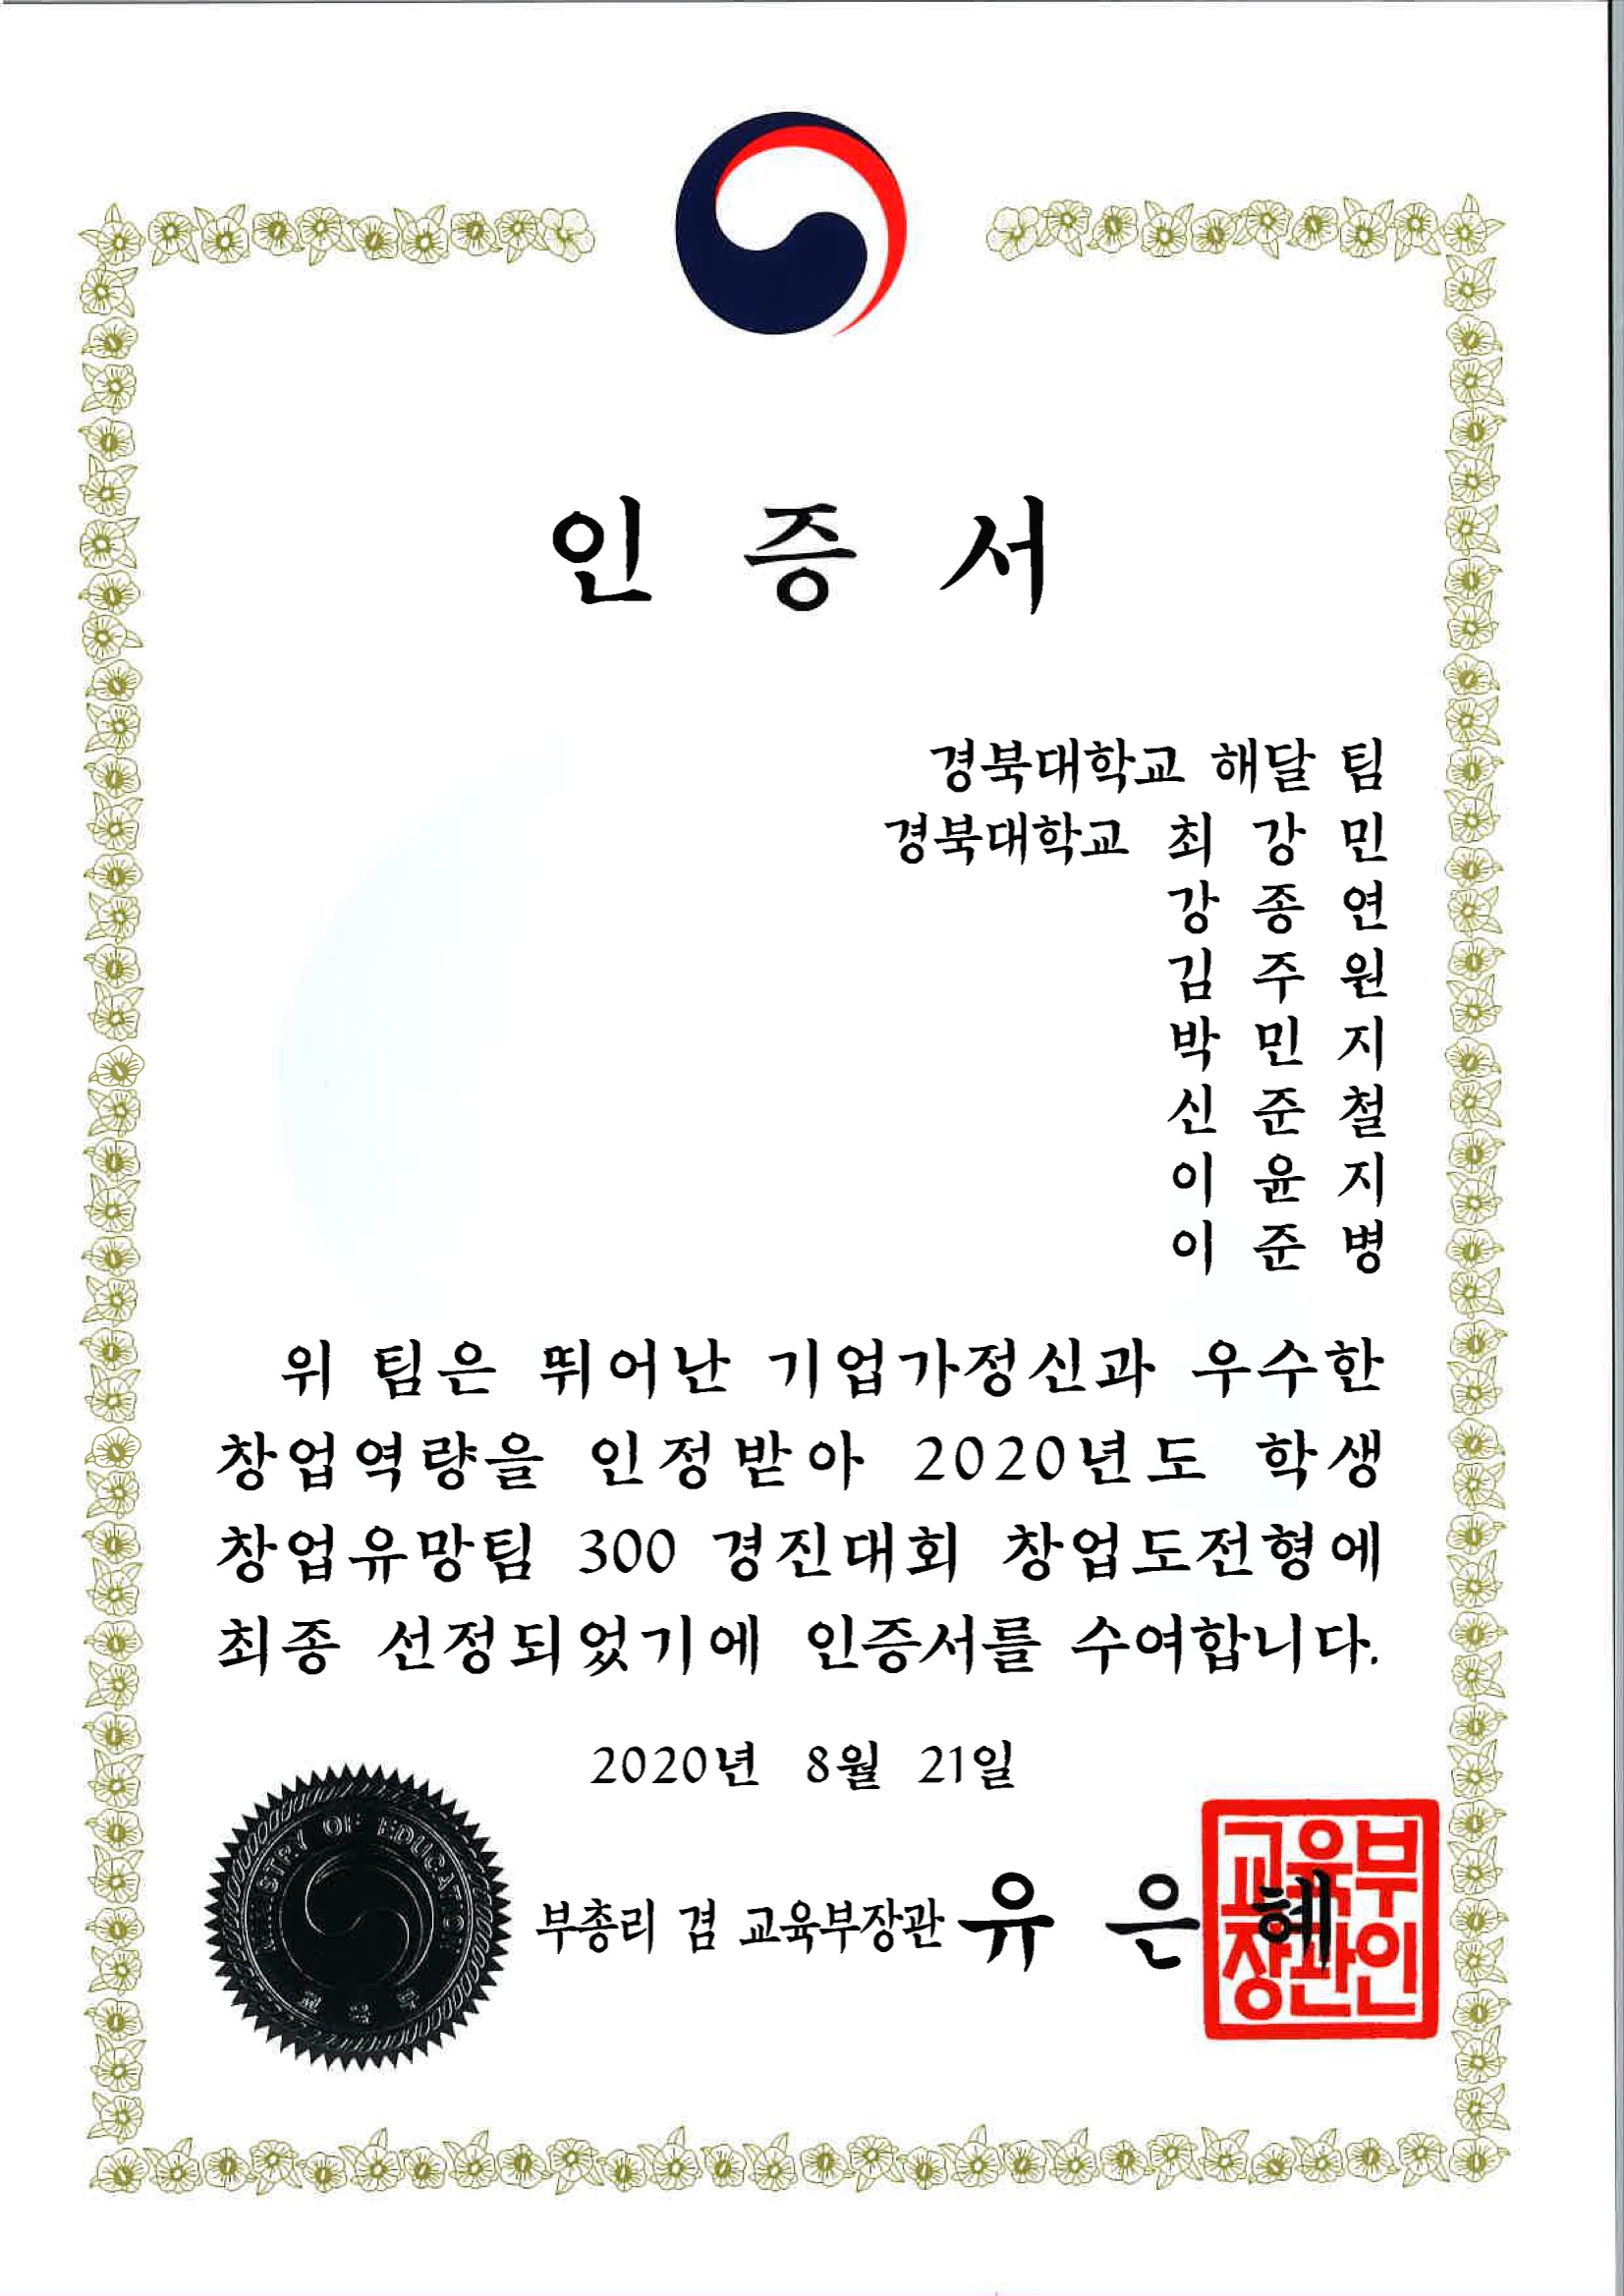 인 증 서
경북대학교 해달 팀
경북대학교 최 강 민
강 종 연
김 주 원
박 민 지
신 준 철
이 윤 지
이 준 병
위 팀은 뛰어난 기업가정신과 우수한
창업역량을 인정받아 2020년도 학생
창업유망팀 300 경진대회 창업도전형에
최종 선정되었기에 인증서를 수여합니다.
2020년 8월 21일
MINISTRY OF EDUCATION
교육부
부총리 겸 교육부장관 유 은 혜
교육부
장관인